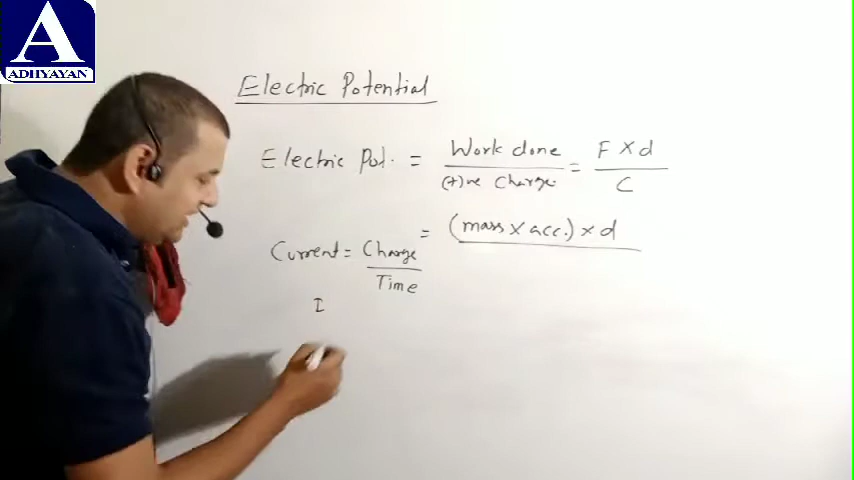 ADHYAYAN
Electric Potential
Electric Pot. = Work done / (+)ve Charge = F × d / C
= (mass × acc.) × d
Current = Charge / Time
I